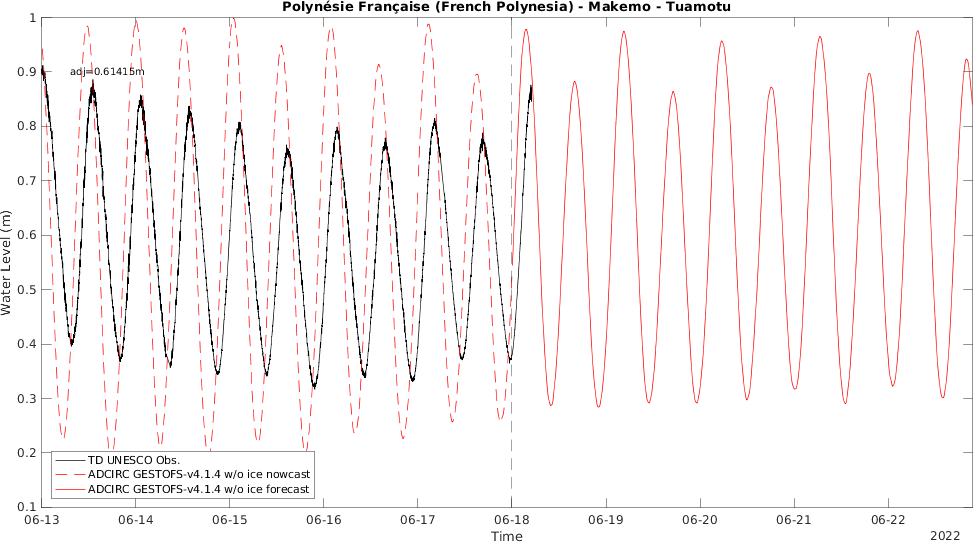 Polynésie Française (French Polynesia) - Makemo - Tuamotu
1
0.9
0.8
0.7
0.6
0.5
0.4
0.3
0.2
0.1
Water Level (m)
adj=0.61415m
TD UNESCO Obs.
ADCIRC GESTOFS-v4.1.4 w/o ice nowcast
ADCIRC GESTOFS-v4.1.4 w/o ice forecast
06-13 06-14 06-15 06-16 06-17 06-18 06-19 06-20 06-21 06-22
Time
2022